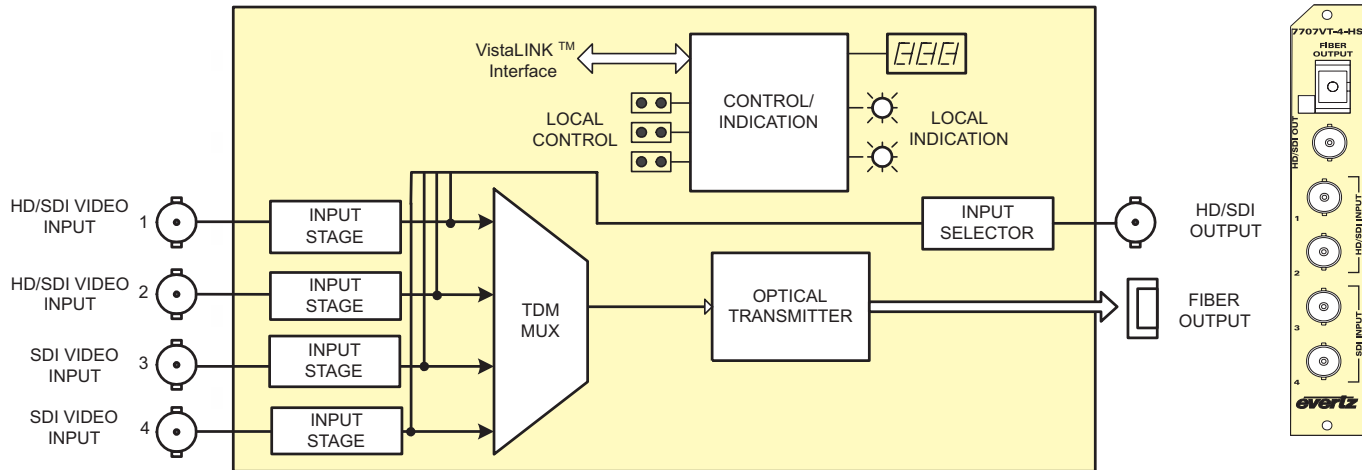 VistaLINK ™
Interface
LOCAL
CONTROL
CONTROL/
INDICATION
LOCAL
INDICATION
HD/SDI VIDEO
INPUT
1
INPUT
STAGE
HD/SDI VIDEO
INPUT
2
INPUT
STAGE
SDI VIDEO
INPUT
3
INPUT
STAGE
SDI VIDEO
INPUT
4
INPUT
STAGE
TDM
MUX
OPTICAL
TRANSMITTER
INPUT
SELECTOR
HD/SDI
OUTPUT
FIBER
OUTPUT
7707VT-4-HS
FIBER
OUTPUT
HD/SDI OUT
1
2
HD/SDI INPUT
3
4
SDI INPUT
evertz